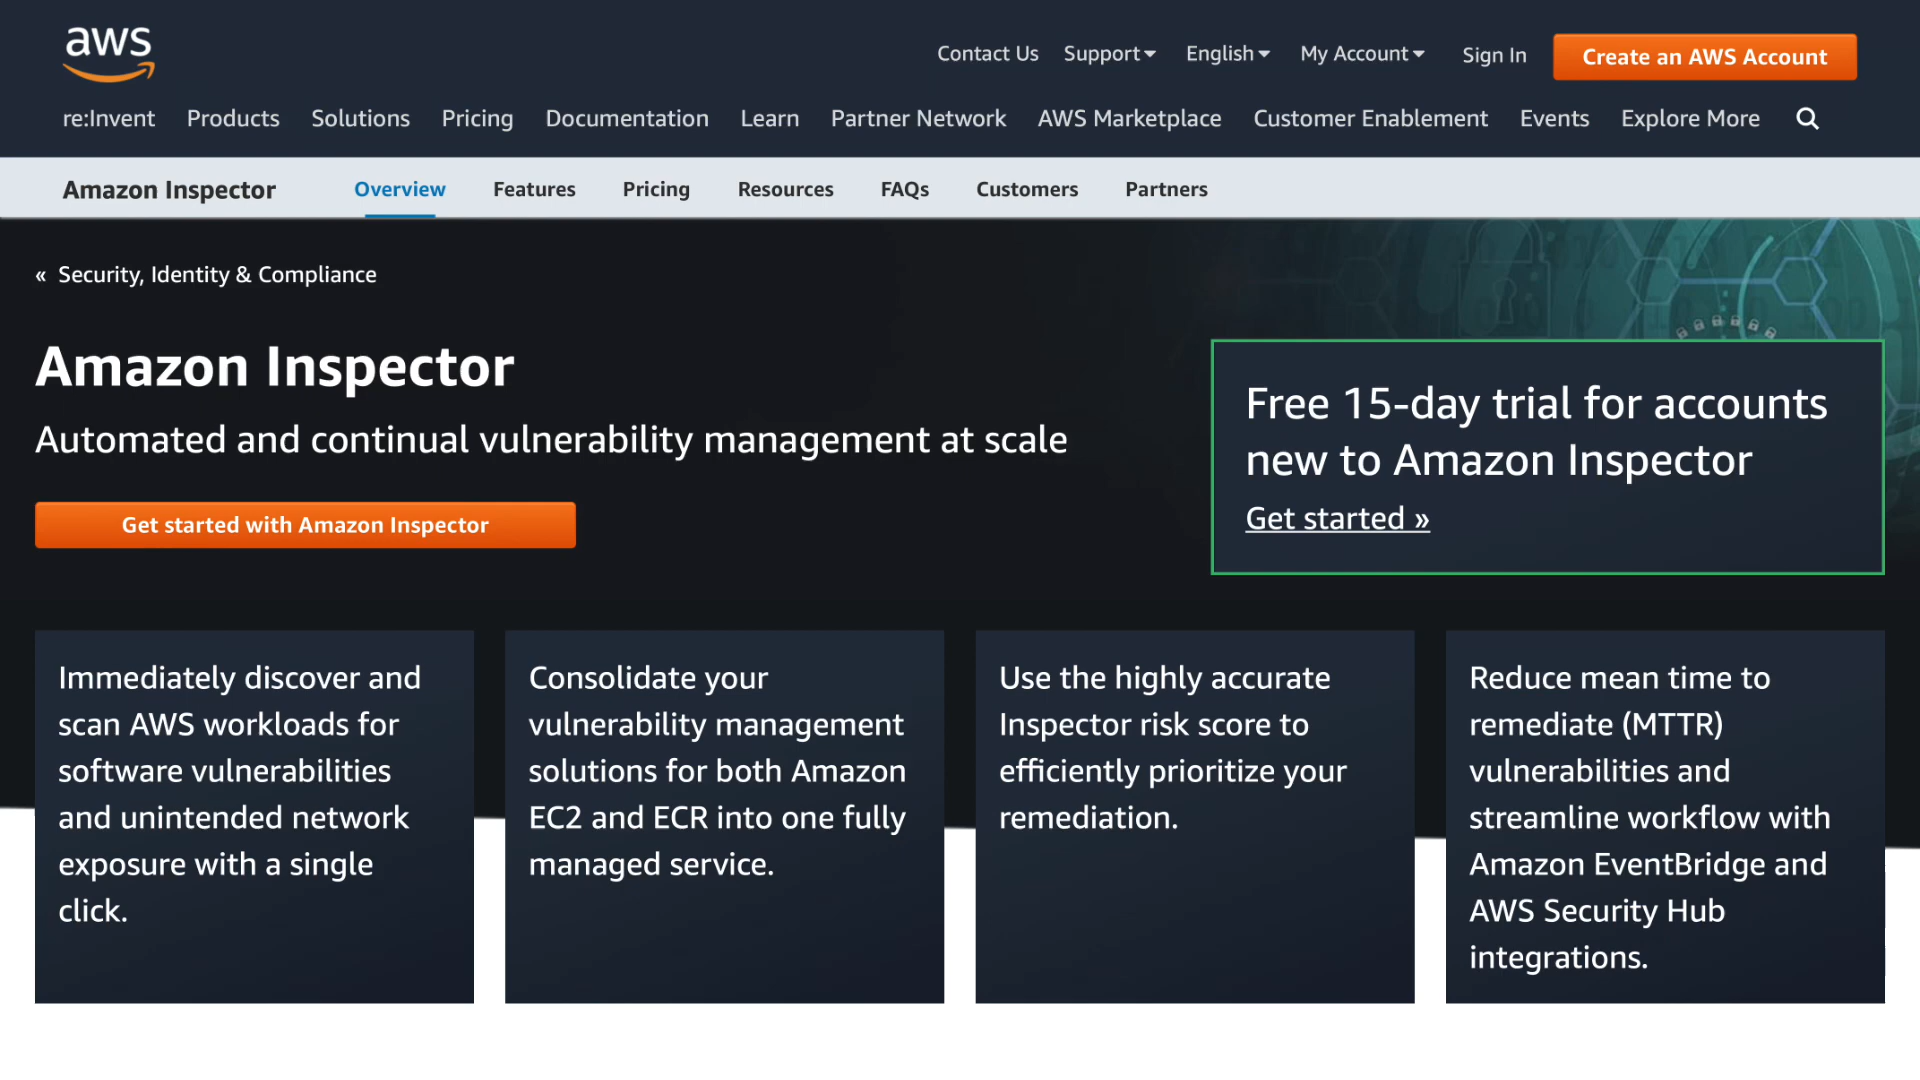 aws
Contact Us Support English My Account Sign In Create an AWS Account
re:Invent Products Solutions Pricing Documentation Learn Partner Network AWS Marketplace Customer Enablement Events Explore More
Amazon Inspector Overview Features Pricing Resources FAQs Customers Partners
« Security, Identity & Compliance
Amazon Inspector
Automated and continual vulnerability management at scale
Get started with Amazon Inspector
Free 15-day trial for accounts
new to Amazon Inspector
Get started »
Immediately discover and
scan AWS workloads for
software vulnerabilities
and unintended network
exposure with a single
click.
Consolidate your
vulnerability management
solutions for both Amazon
EC2 and ECR into one fully
managed service.
Use the highly accurate
Inspector risk score to
efficiently prioritize your
remediation.
Reduce mean time to
remediate (MTTR)
vulnerabilities and
streamline workflow with
Amazon EventBridge and
AWS Security Hub
integrations.